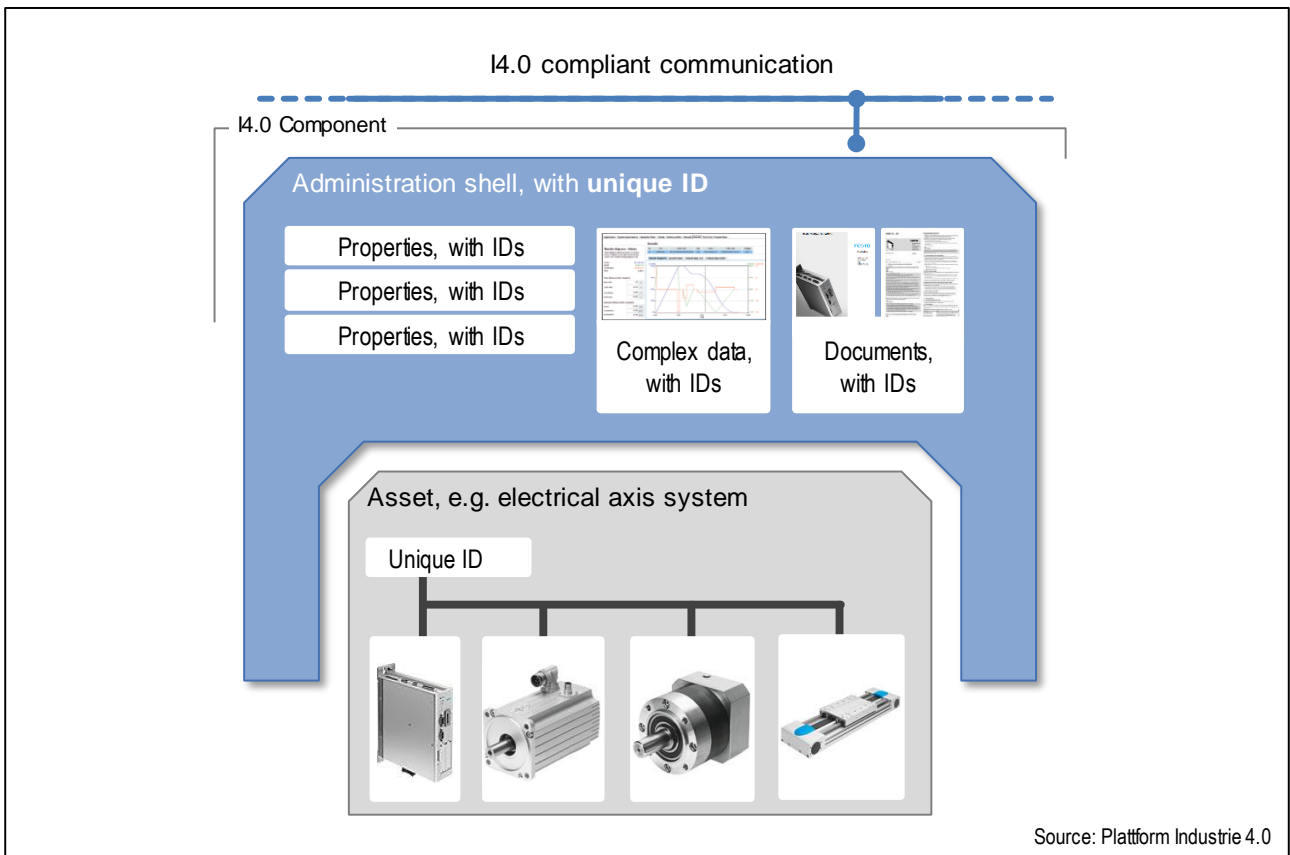 I4.0 compliant communication
I4.0 Component
Administration shell, with unique ID
Properties, with IDs
Properties, with IDs
Properties, with IDs
FESTO
Complex data,
with IDs
Documents,
with IDs
Asset, e.g. electrical axis system
Unique ID
Source: Plattform Industrie 4.0